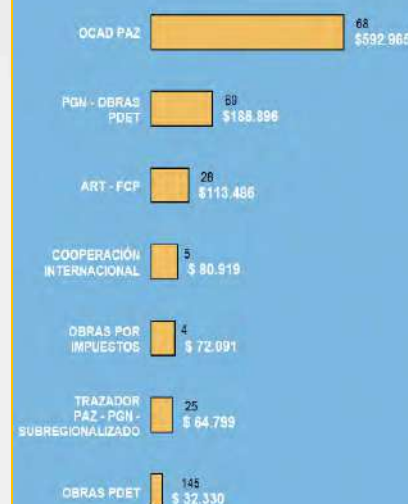 OCAD PAZ
68
$592.965
PGN - OBRAS
PDET
69
$188.896
ART - FCP
28
$113.486
COOPERACIÓN
INTERNACIONAL
5
$ 80.919
OBRAS POR
IMPUESTOS
4
$ 72.091
TRAZADOR
PAZ - PGN -
SUBREGIONALIZADO
25
$ 64.799
OBRAS PDET
145
$ 32.330